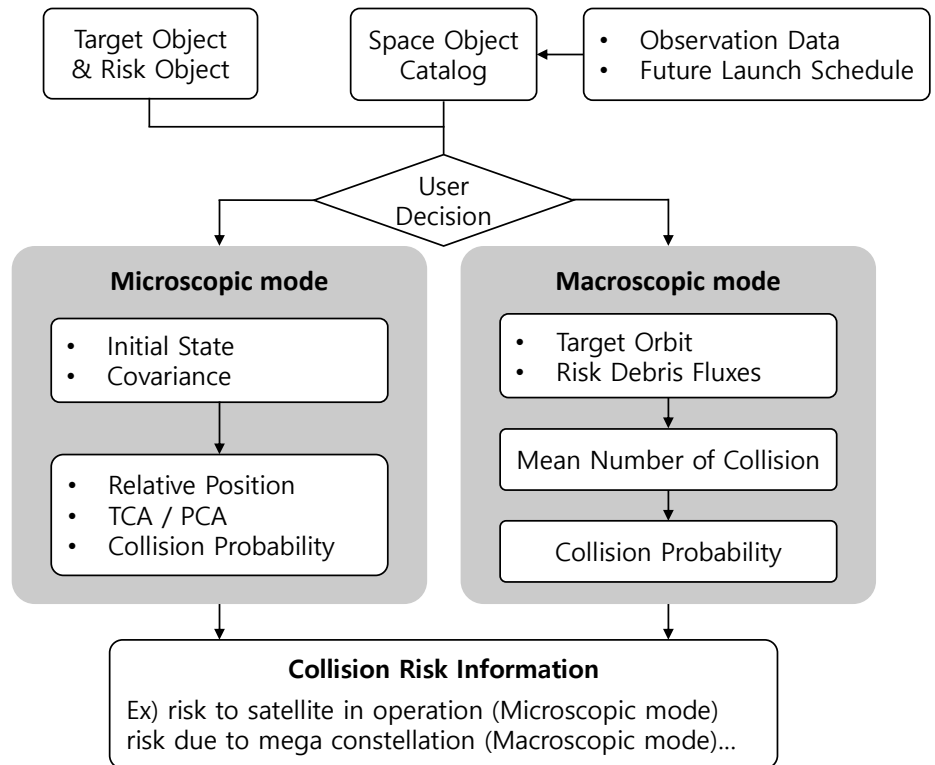 Target Object
& Risk Object
Space Object
Catalog
• Observation Data
• Future Launch Schedule
User
Decision
Microscopic mode
• Initial State
• Covariance
• Relative Position
• TCA / PCA
• Collision Probability
Macroscopic mode
• Target Orbit
• Risk Debris Fluxes
Mean Number of Collision
Collision Probability
Collision Risk Information
Ex) risk to satellite in operation (Microscopic mode)
risk due to mega constellation (Macroscopic mode)...